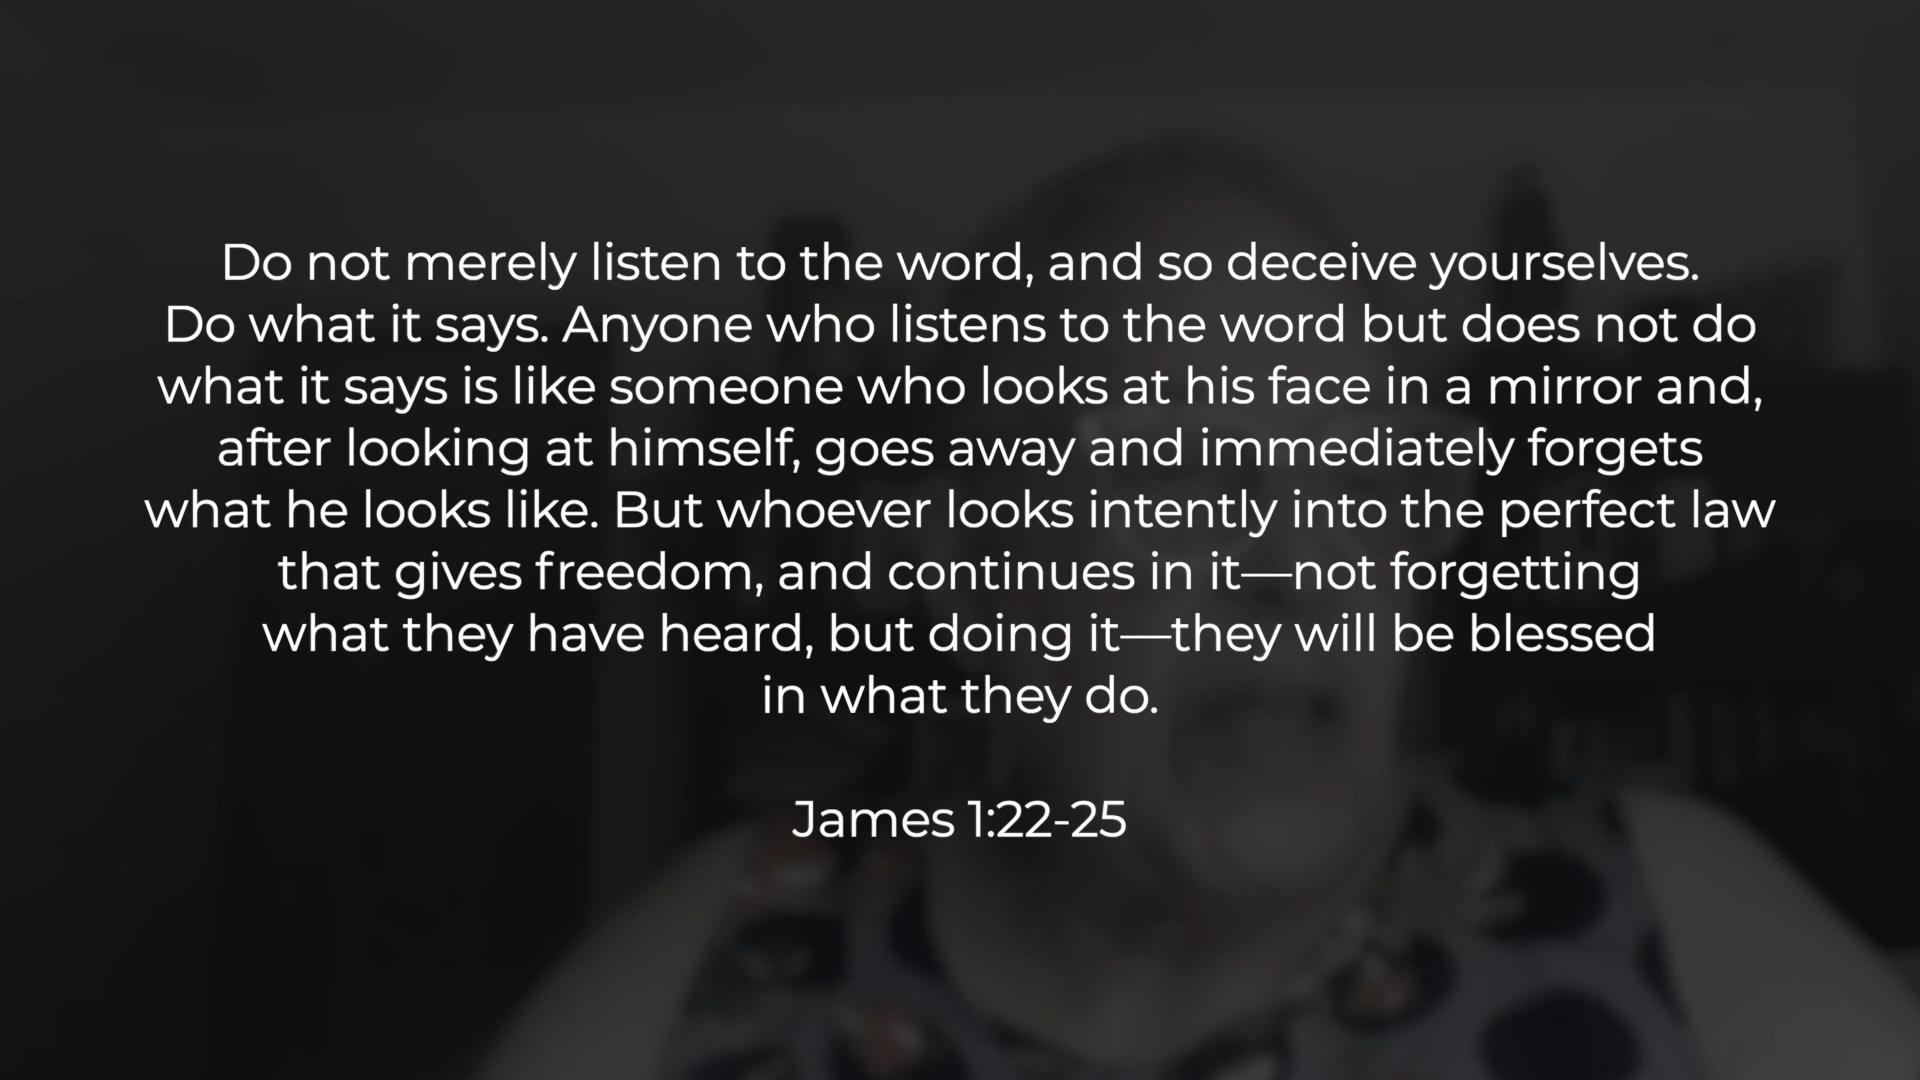 Do not merely listen to the word, and so deceive yourselves.
Do what it says. Anyone who listens to the word but does not do
what it says is like someone who looks at his face in a mirror and,
after looking at himself, goes away and immediately forgets
what he looks like. But whoever looks intently into the perfect law
that gives freedom, and continues in it—not forgetting
what they have heard, but doing it—they will be blessed
in what they do.
James 1:22-25